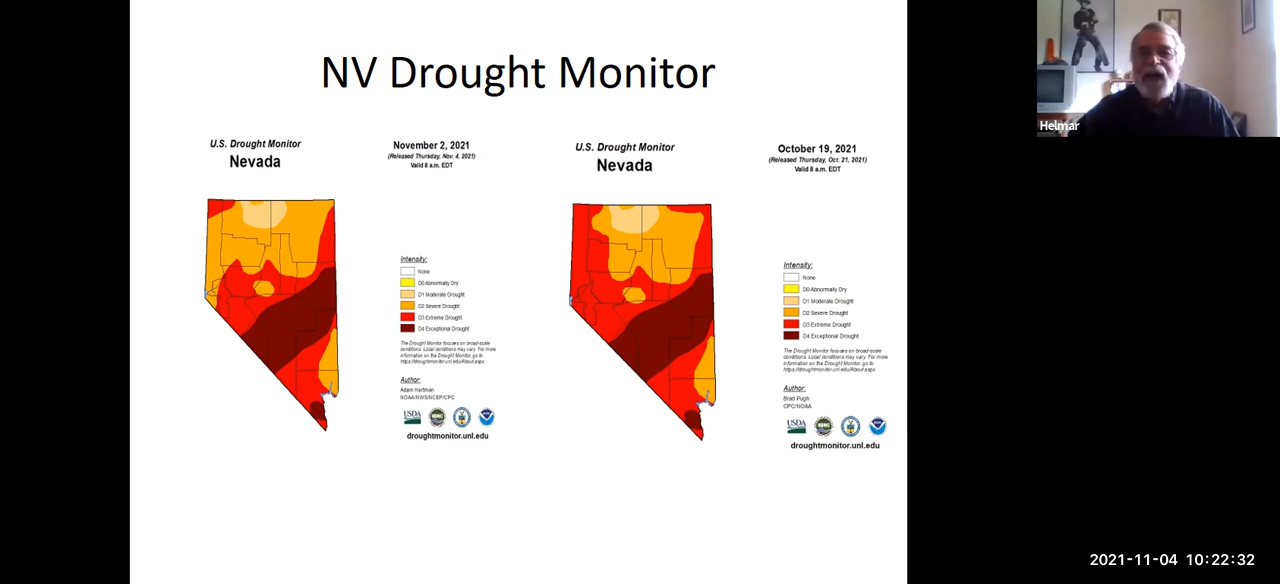 NV Drought Monitor
U.S. Drought Monitor
Nevada
November 2, 2021
(Released Thursday, Nov. 4, 2021)
Valid 8 a.m. EDT
Intensity:
None
D0 Abnormally Dry
D1 Moderate Drought
D2 Severe Drought
D3 Extreme Drought
D4 Exceptional Drought
The Drought Monitor focuses on broad-scale
conditions. Local conditions may vary. For more
information on the Drought Monitor, go to
https://droughtmonitor.unl.edu/About.aspx
Author:
Adam Hartman
NOAA/NWS/NCEP/CPC
USDA
droughtmonitor.unl.edu
U.S. Drought Monitor
Nevada
October 19, 2021
(Released Thursday, Oct. 21, 2021)
Valid 8 a.m. EDT
Intensity:
None
D0 Abnormally Dry
D1 Moderate Drought
D2 Severe Drought
D3 Extreme Drought
D4 Exceptional Drought
The Drought Monitor focuses on broad-scale
conditions. Local conditions may vary. For more
information on the Drought Monitor, go to
https://droughtmonitor.unl.edu/About.aspx
Author:
Brad Pugh
CPC/NOAA
USDA
droughtmonitor.unl.edu
Helmar
2021-11-04 10:22:32